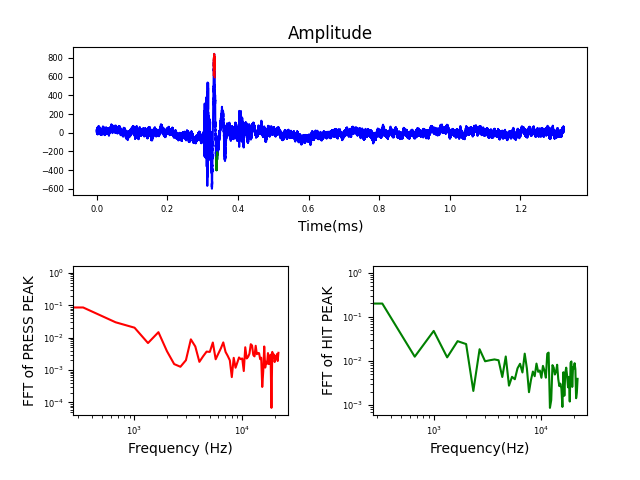 Amplitude
800
600
400
200
0
−200
−400
−600
0.0 0.2 0.4 0.6 0.8 1.0 1.2
Time(ms)
FFT of PRESS PEAK
10⁰
10⁻¹
10⁻²
10⁻³
10⁻⁴
10³ 10⁴
Frequency (Hz)
FFT of HIT PEAK
10⁰
10⁻¹
10⁻²
10⁻³
10³ 10⁴
Frequency(Hz)